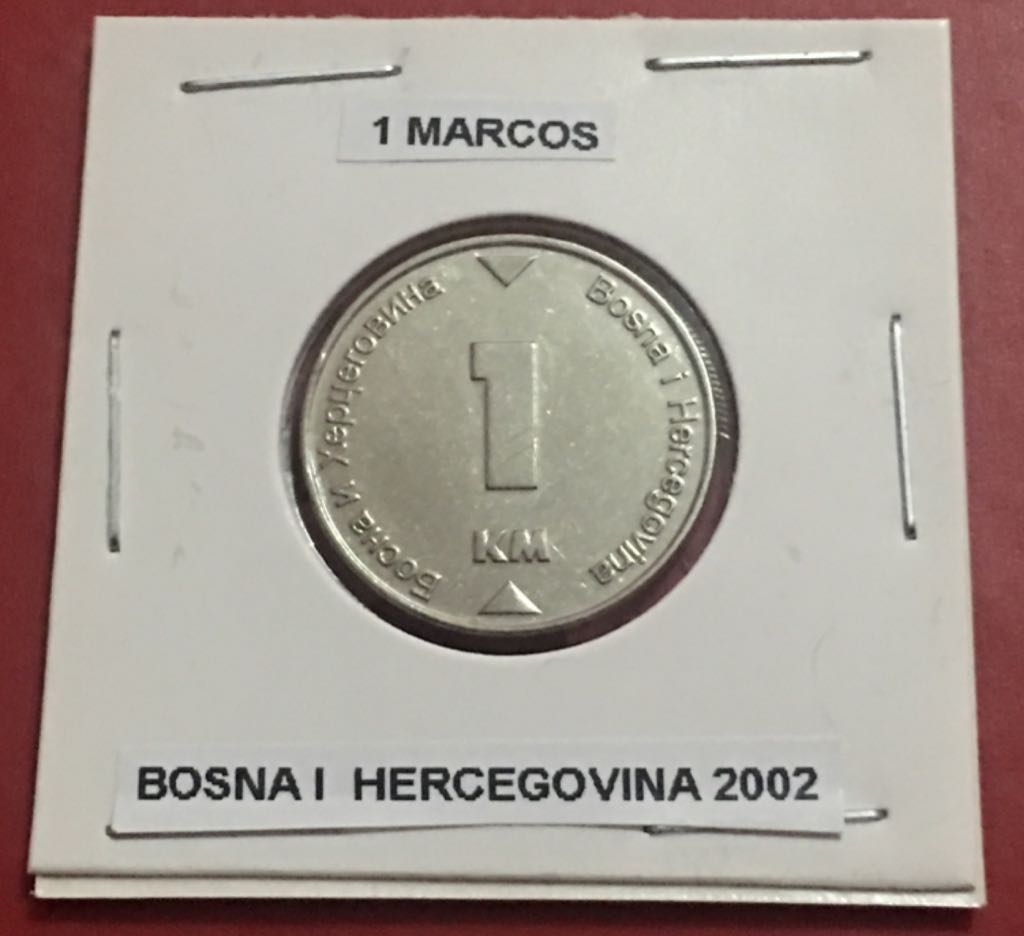 1 MARCOS
Босна и Херцеговина
Bosna i Hercegovina
1
KM
BOSNA I HERCEGOVINA 2002